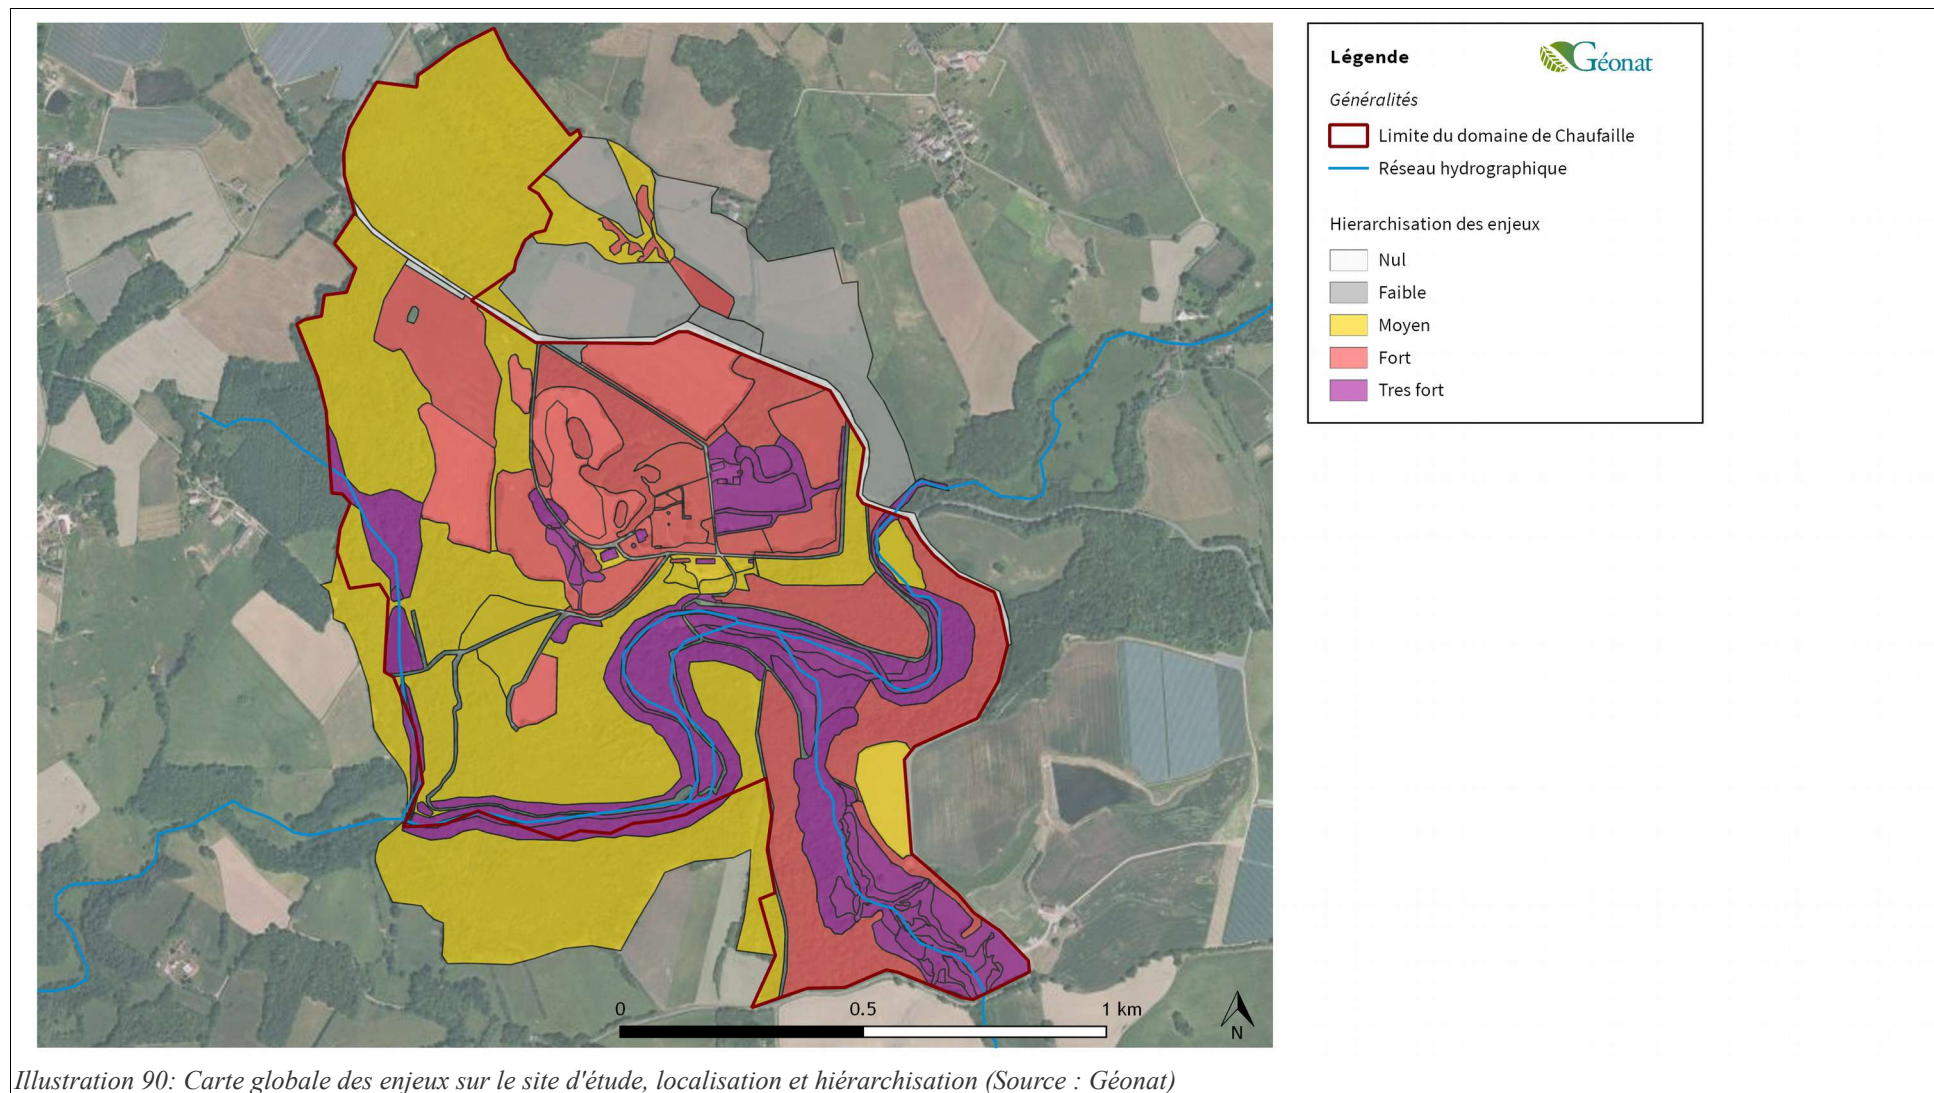 Légende
Géonat
Généralités
Limite du domaine de Chaufaille
Réseau hydrographique
Hierarchisation des enjeux
Nul
Faible
Moyen
Fort
Tres fort
0 0.5 1 km
N
Illustration 90: Carte globale des enjeux sur le site d'étude, localisation et hiérarchisation (Source : Géonat)